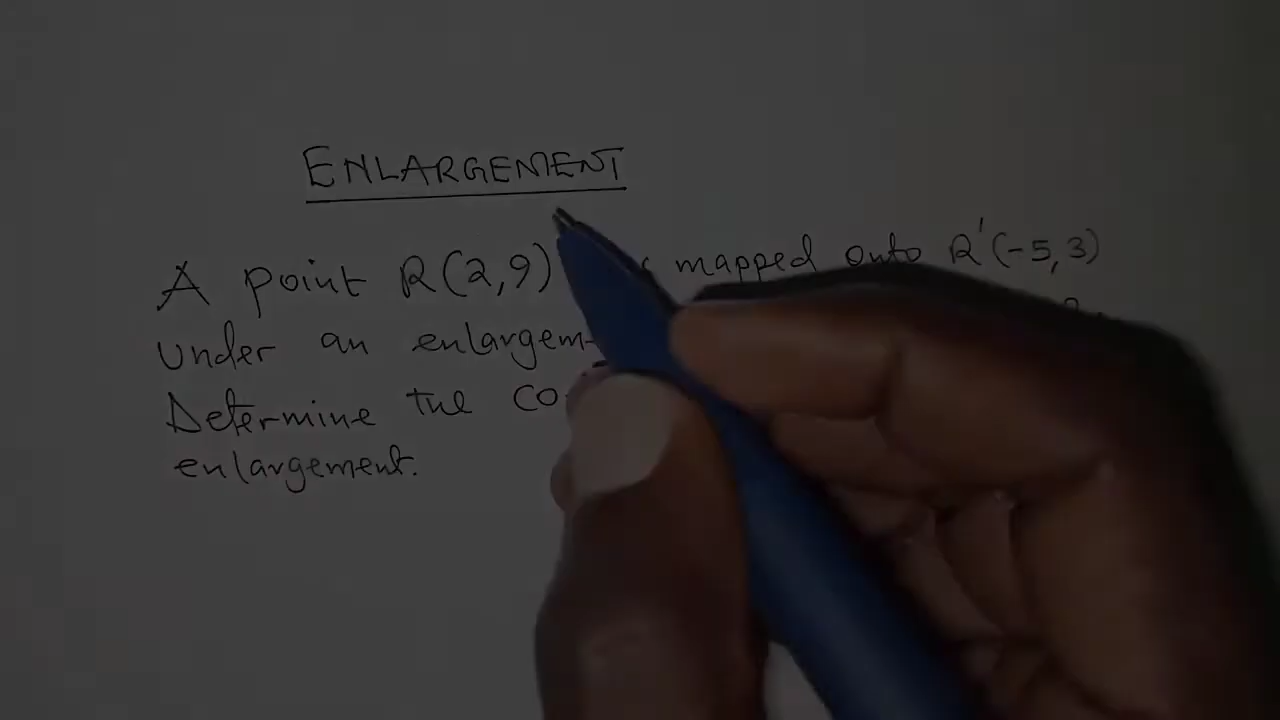 ENLARGEMENT
A point R(2,9) mapped onto R'(-5,3)
under an enlargem
Determine the co
enlargement.